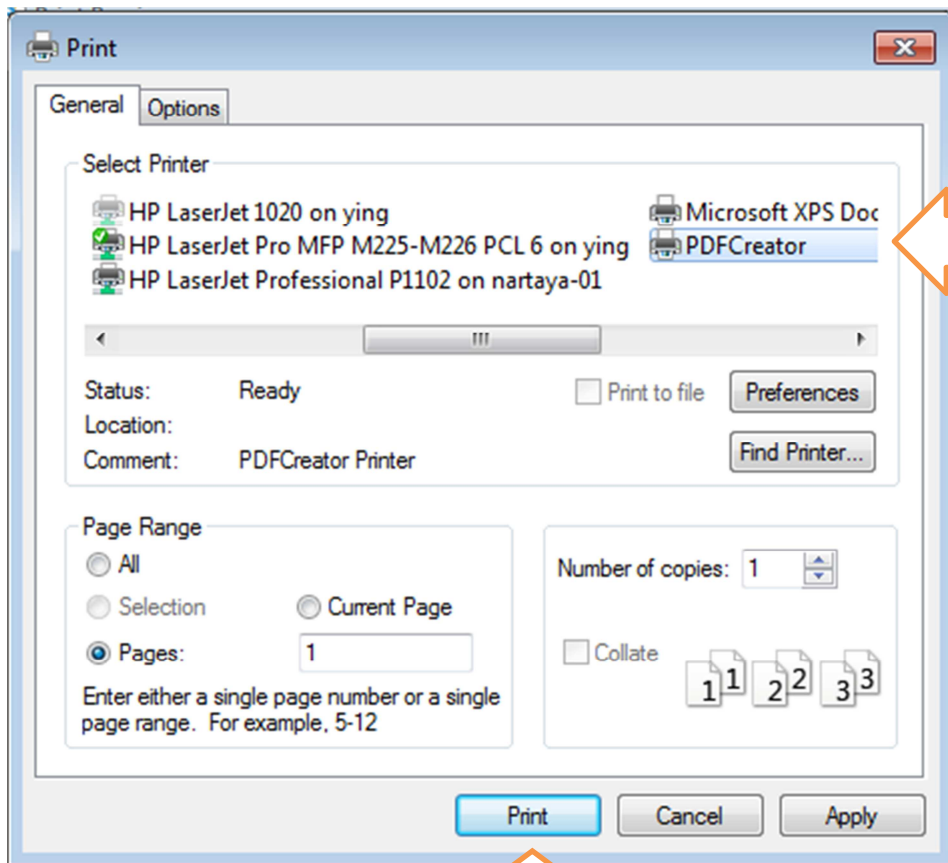 Print
General
Options
Select Printer
HP LaserJet 1020 on ying
Microsoft XPS Doc
HP LaserJet Pro MFP M225-M226 PCL 6 on ying
PDFCreator
HP LaserJet Professional P1102 on nartaya-01
Status: Ready
Print to file
Preferences
Location:
Comment: PDFCreator Printer
Find Printer...
Page Range
All
Selection
Current Page
Pages: 1
Enter either a single page number or a single
page range. For example, 5-12
Number of copies: 1
Collate
1 1 2 2 3 3
Print
Cancel
Apply